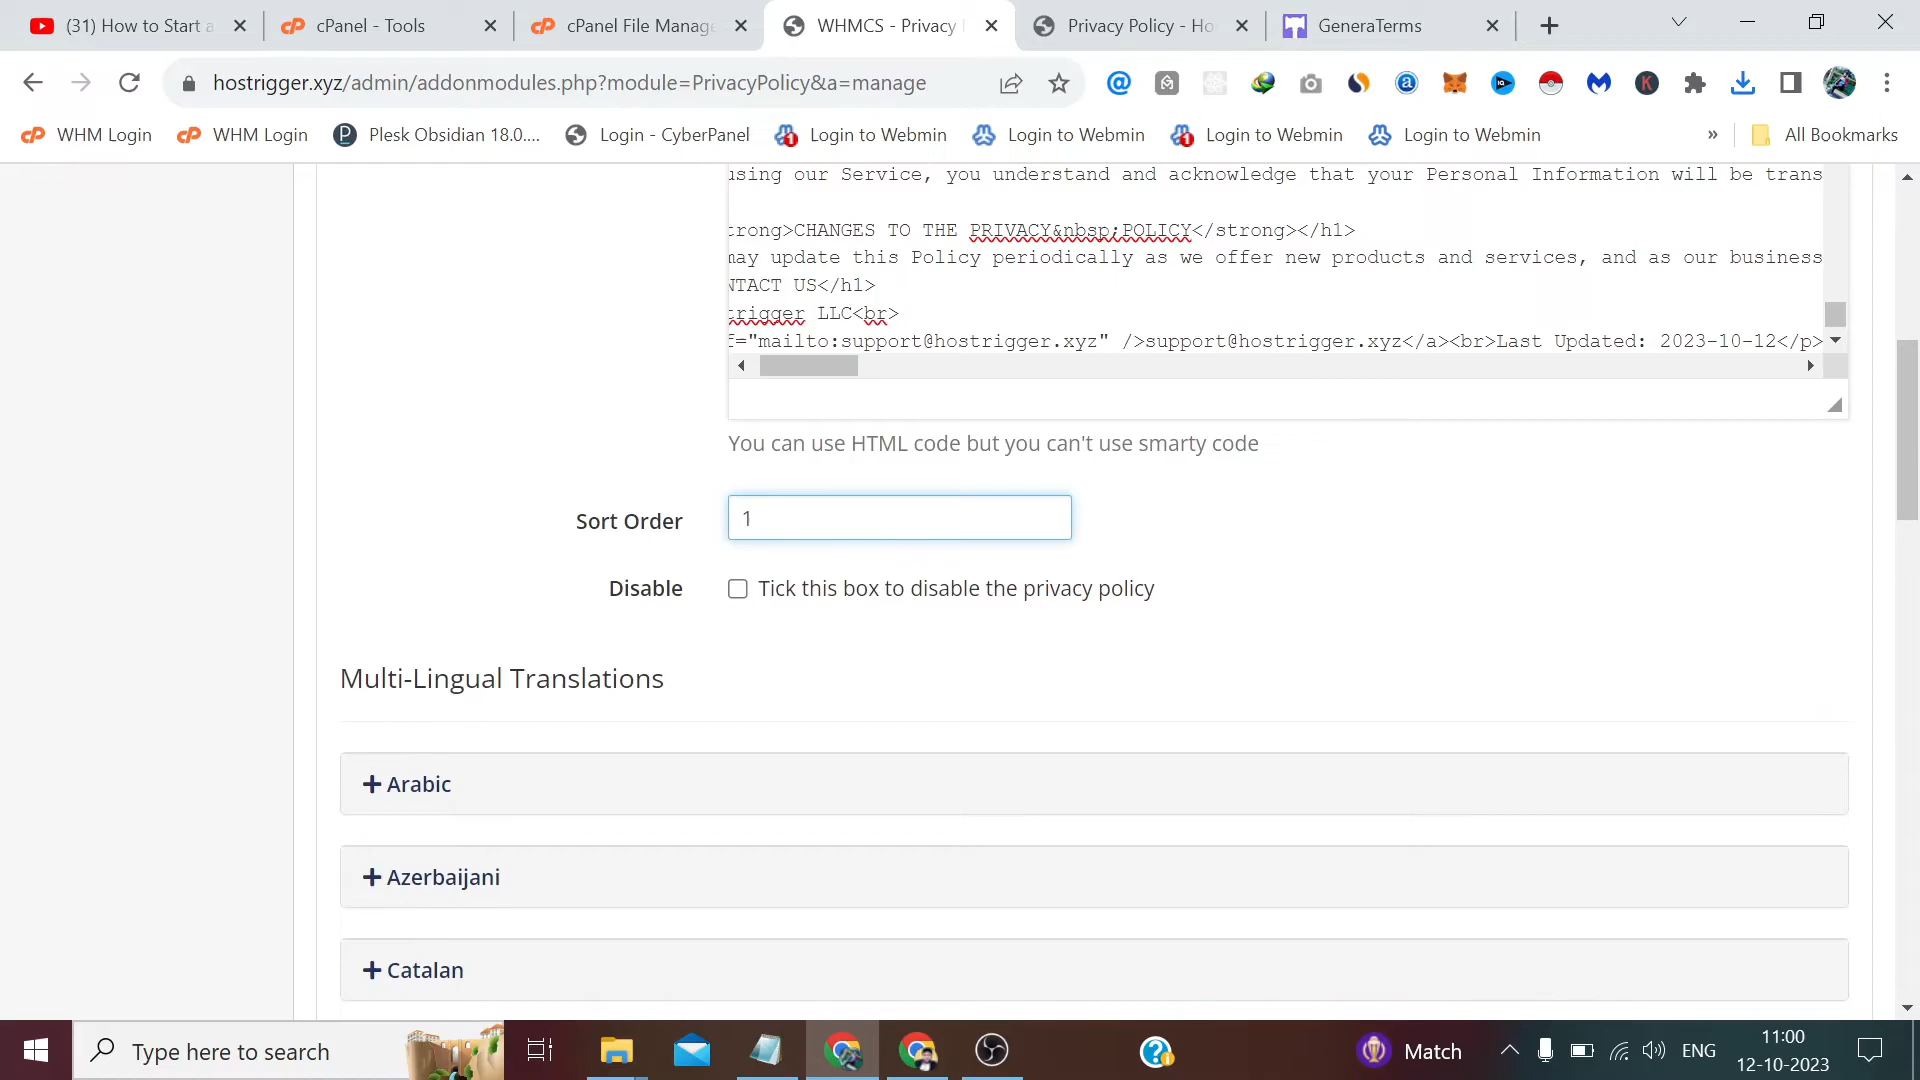 (31) How to Start a
cPanel - Tools
cPanel File Manage
WHMCS - Privacy
Privacy Policy - Ho
GeneraTerms
hostrigger.xyz/admin/addonmodules.php?module=PrivacyPolicy&a=manage
WHM Login
WHM Login
Plesk Obsidian 18.0....
Login - CyberPanel
Login to Webmin
Login to Webmin
Login to Webmin
Login to Webmin
»
All Bookmarks
using our Service, you understand and acknowledge that your Personal Information will be trans
trong>CHANGES TO THE PRIVACY&nbsp;POLICY</strong></h1>
may update this Policy periodically as we offer new products and services, and as our business
NTACT US</h1>
trigger LLC<br>
f="mailto:support@hostrigger.xyz" />support@hostrigger.xyz</a><br>Last Updated: 2023-10-12</p>
You can use HTML code but you can't use smarty code
Sort Order
1
Disable
Tick this box to disable the privacy policy
Multi-Lingual Translations
Arabic
Azerbaijani
Catalan
Type here to search
Match
ENG
11:00
12-10-2023